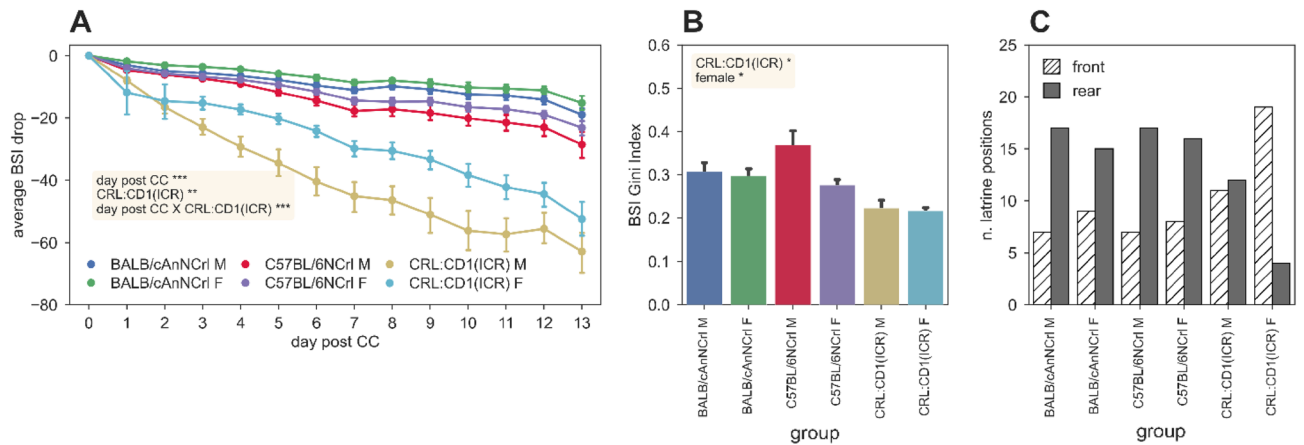 A
0
−20
−40
−60
−80
average BSI drop
day post CC ***
CRL:CD1(ICR) **
day post CC X CRL:CD1(ICR) ***
BALB/cAnNCrl M
BALB/cAnNCrl F
C57BL/6NCrl M
C57BL/6NCrl F
CRL:CD1(ICR) M
CRL:CD1(ICR) F
0 1 2 3 4 5 6 7 8 9 10 11 12 13
day post CC
B
0.6
0.5
0.4
0.3
0.2
0.1
0.0
BSI Gini Index
CRL:CD1(ICR) *
female *
BALB/cAnNCrl M
BALB/cAnNCrl F
C57BL/6NCrl M
C57BL/6NCrl F
CRL:CD1(ICR) M
CRL:CD1(ICR) F
group
C
25
20
15
10
5
0
n. latrine positions
front
rear
BALB/cAnNCrl M
BALB/cAnNCrl F
C57BL/6NCrl M
C57BL/6NCrl F
CRL:CD1(ICR) M
CRL:CD1(ICR) F
group